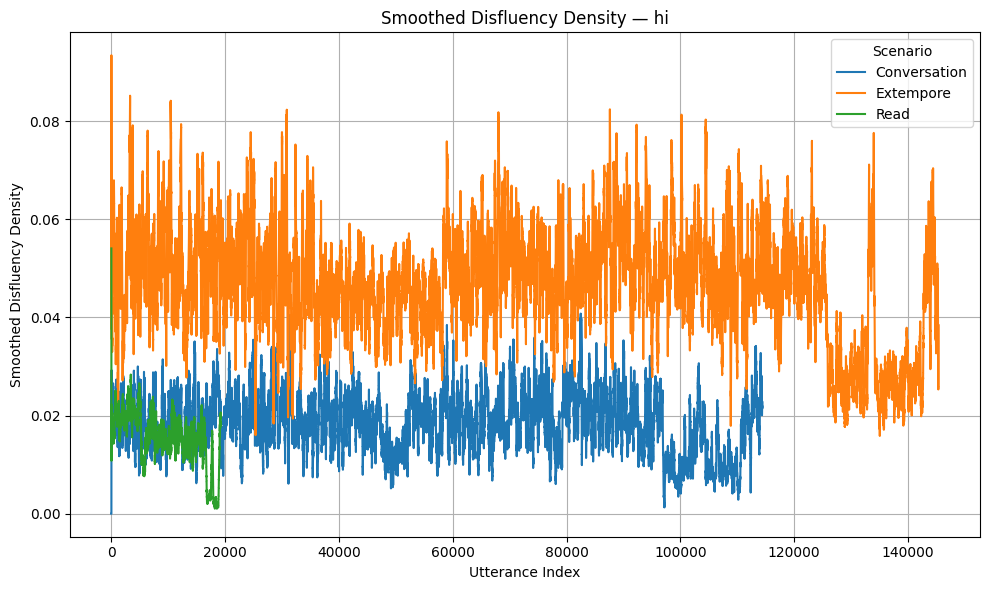 Smoothed Disfluency Density — hi
Scenario
Conversation
Extempore
Read
Smoothed Disfluency Density
0.08
0.06
0.04
0.02
0.00
0 20000 40000 60000 80000 100000 120000 140000
Utterance Index